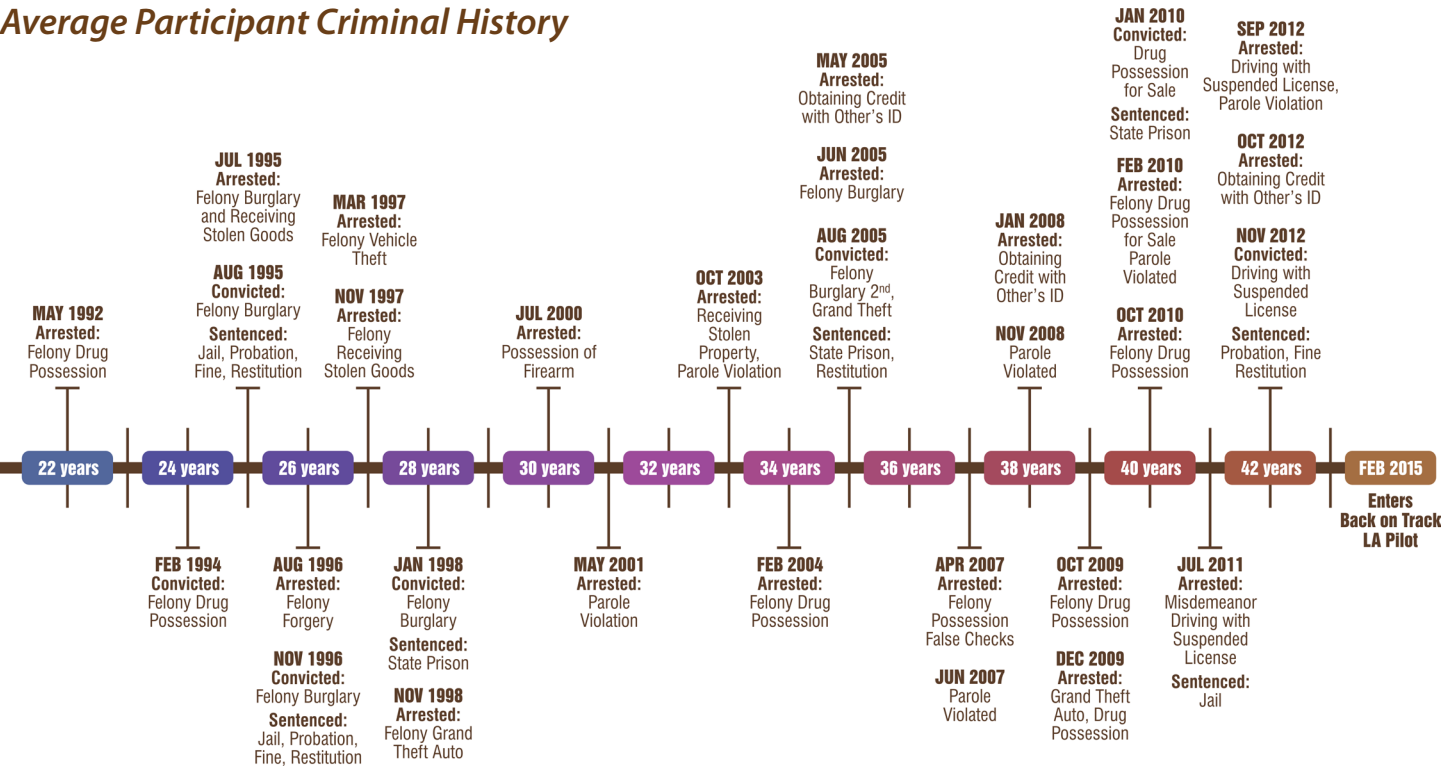 Average Participant Criminal History
MAY 1992
Arrested:
Felony Drug
Possession
JUL 1995
Arrested:
Felony Burglary
and Receiving
Stolen Goods
AUG 1995
Convicted:
Felony Burglary
Sentenced:
Jail, Probation,
Fine, Restitution
MAR 1997
Arrested:
Felony Vehicle
Theft
NOV 1997
Arrested:
Felony
Receiving
Stolen Goods
JUL 2000
Arrested:
Possession of
Firearm
OCT 2003
Arrested:
Receiving
Stolen
Property,
Parole Violation
MAY 2005
Arrested:
Obtaining Credit
with Other’s ID
JUN 2005
Arrested:
Felony Burglary
AUG 2005
Convicted:
Felony
Burglary 2nd,
Grand Theft
Sentenced:
State Prison,
Restitution
JAN 2008
Arrested:
Obtaining
Credit with
Other’s ID
NOV 2008
Parole
Violated
JAN 2010
Convicted:
Drug
Possession
for Sale
Sentenced:
State Prison
FEB 2010
Arrested:
Felony Drug
Possession
for Sale
Parole
Violated
OCT 2010
Arrested:
Felony Drug
Possession
SEP 2012
Arrested:
Driving with
Suspended License,
Parole Violation
OCT 2012
Arrested:
Obtaining Credit
with Other’s ID
NOV 2012
Convicted:
Driving with
Suspended
License
Sentenced:
Probation, Fine
Restitution
22 years
24 years
26 years
28 years
30 years
32 years
34 years
36 years
38 years
40 years
42 years
FEB 2015
Enters
Back on Track
LA Pilot
FEB 1994
Convicted:
Felony Drug
Possession
AUG 1996
Arrested:
Felony
Forgery
NOV 1996
Convicted:
Felony Burglary
Sentenced:
Jail, Probation,
Fine, Restitution
JAN 1998
Convicted:
Felony
Burglary
Sentenced:
State Prison
NOV 1998
Arrested:
Felony Grand
Theft Auto
MAY 2001
Arrested:
Parole
Violation
FEB 2004
Arrested:
Felony Drug
Possession
APR 2007
Arrested:
Felony
Possession
False Checks
JUN 2007
Parole
Violated
OCT 2009
Arrested:
Felony Drug
Possession
DEC 2009
Arrested:
Grand Theft
Auto, Drug
Possession
JUL 2011
Arrested:
Misdemeanor
Driving with
Suspended
License
Sentenced:
Jail